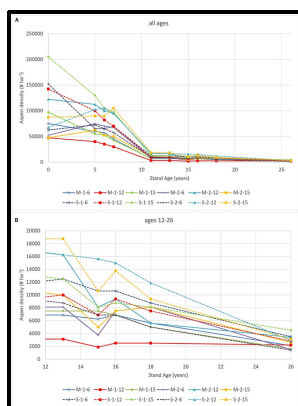 A
all ages
250000
200000
150000
100000
50000
0
Aspen density (# ha-1)
0 5 10 15 20 25
Stand Age (# years)
M-1-6 M-1-12 M-1-15 M-2-6 M-2-12 M-2-15
S-1-6 S-1-12 S-1-15 S-2-6 S-2-12 S-2-15
B
ages 12-26
20000
18000
16000
14000
12000
10000
8000
6000
4000
2000
0
Aspen density (# ha-1)
12 14 16 18 20 22 24 26
Stand Age (# years)
M-1-6 M-1-12 M-1-15 M-2-6 M-2-12 M-2-15
S-1-6 S-1-12 S-1-15 S-2-6 S-2-12 S-2-15